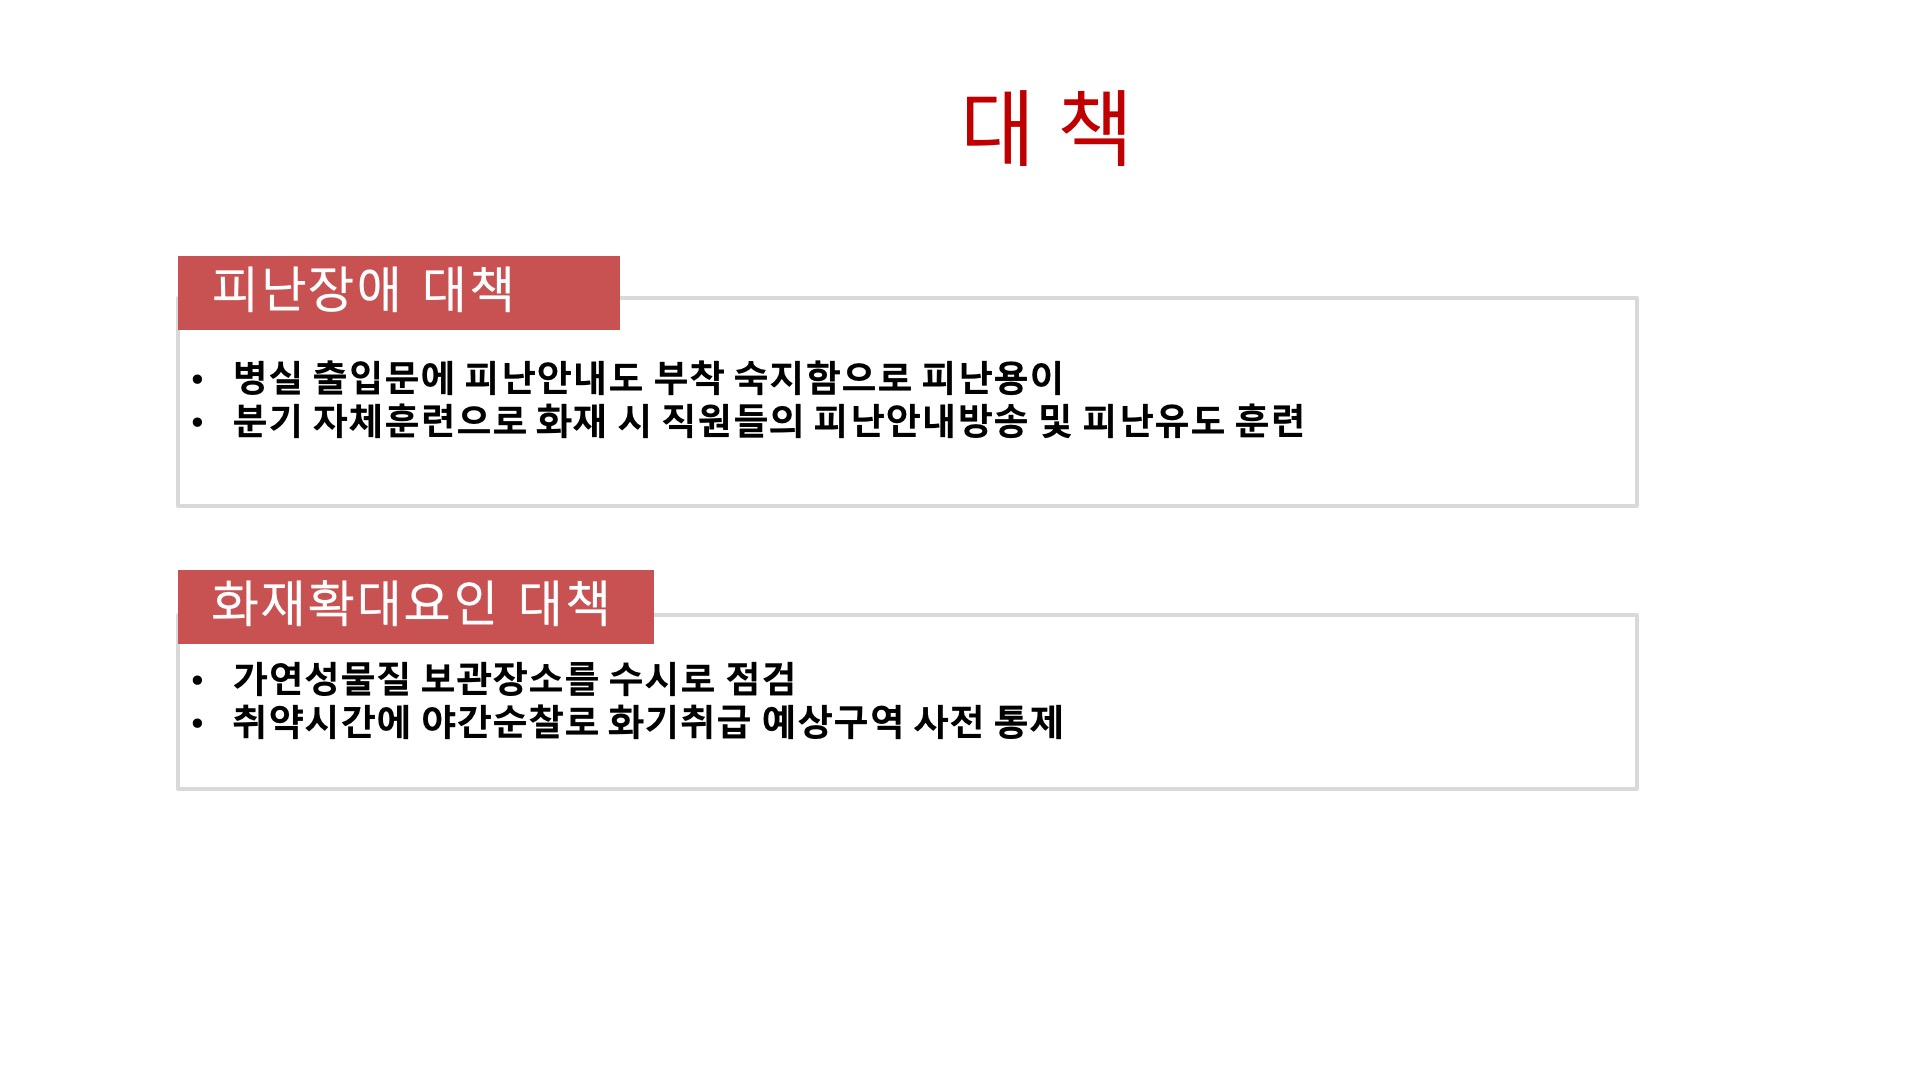 대 책
피난장애 대책
• 병실 출입문에 피난안내도 부착 숙지함으로 피난용이
• 분기 자체훈련으로 화재 시 직원들의 피난안내방송 및 피난유도 훈련
화재확대요인 대책
• 가연성물질 보관장소를 수시로 점검
• 취약시간에 야간순찰로 화기취급 예상구역 사전 통제